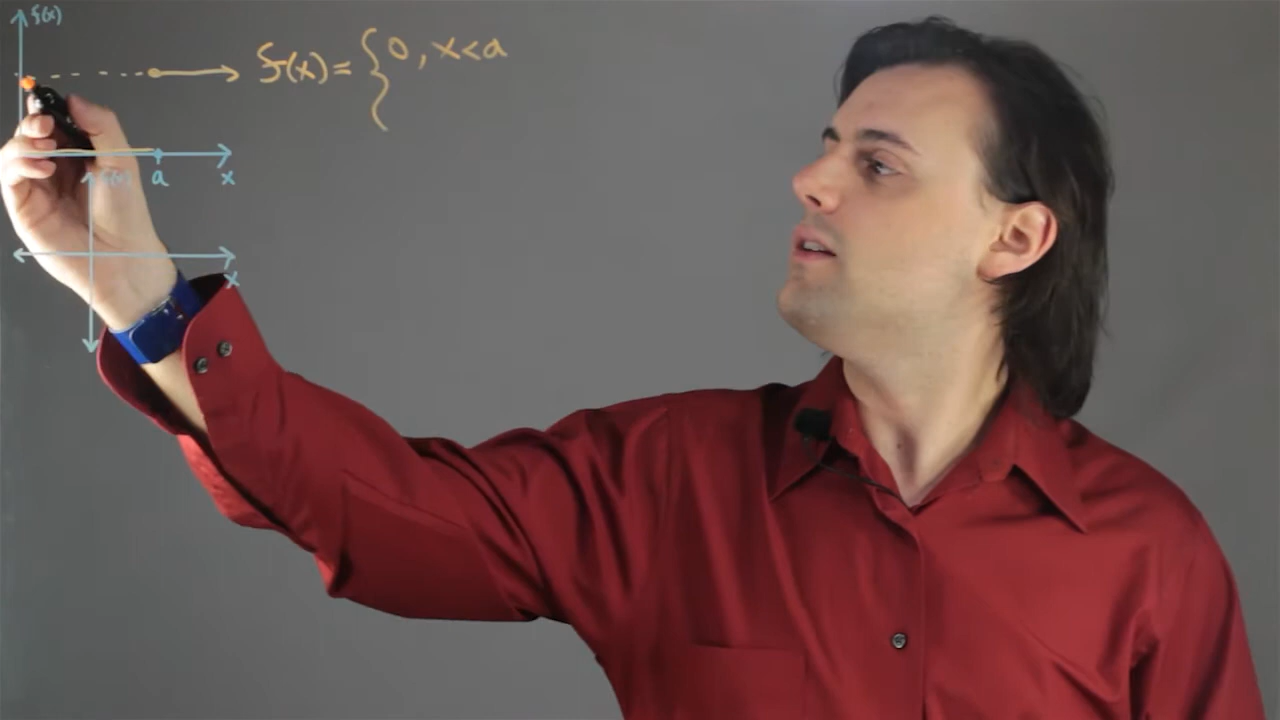 f(x)
f(x) = { 0, x < a
a x
f(x)
x